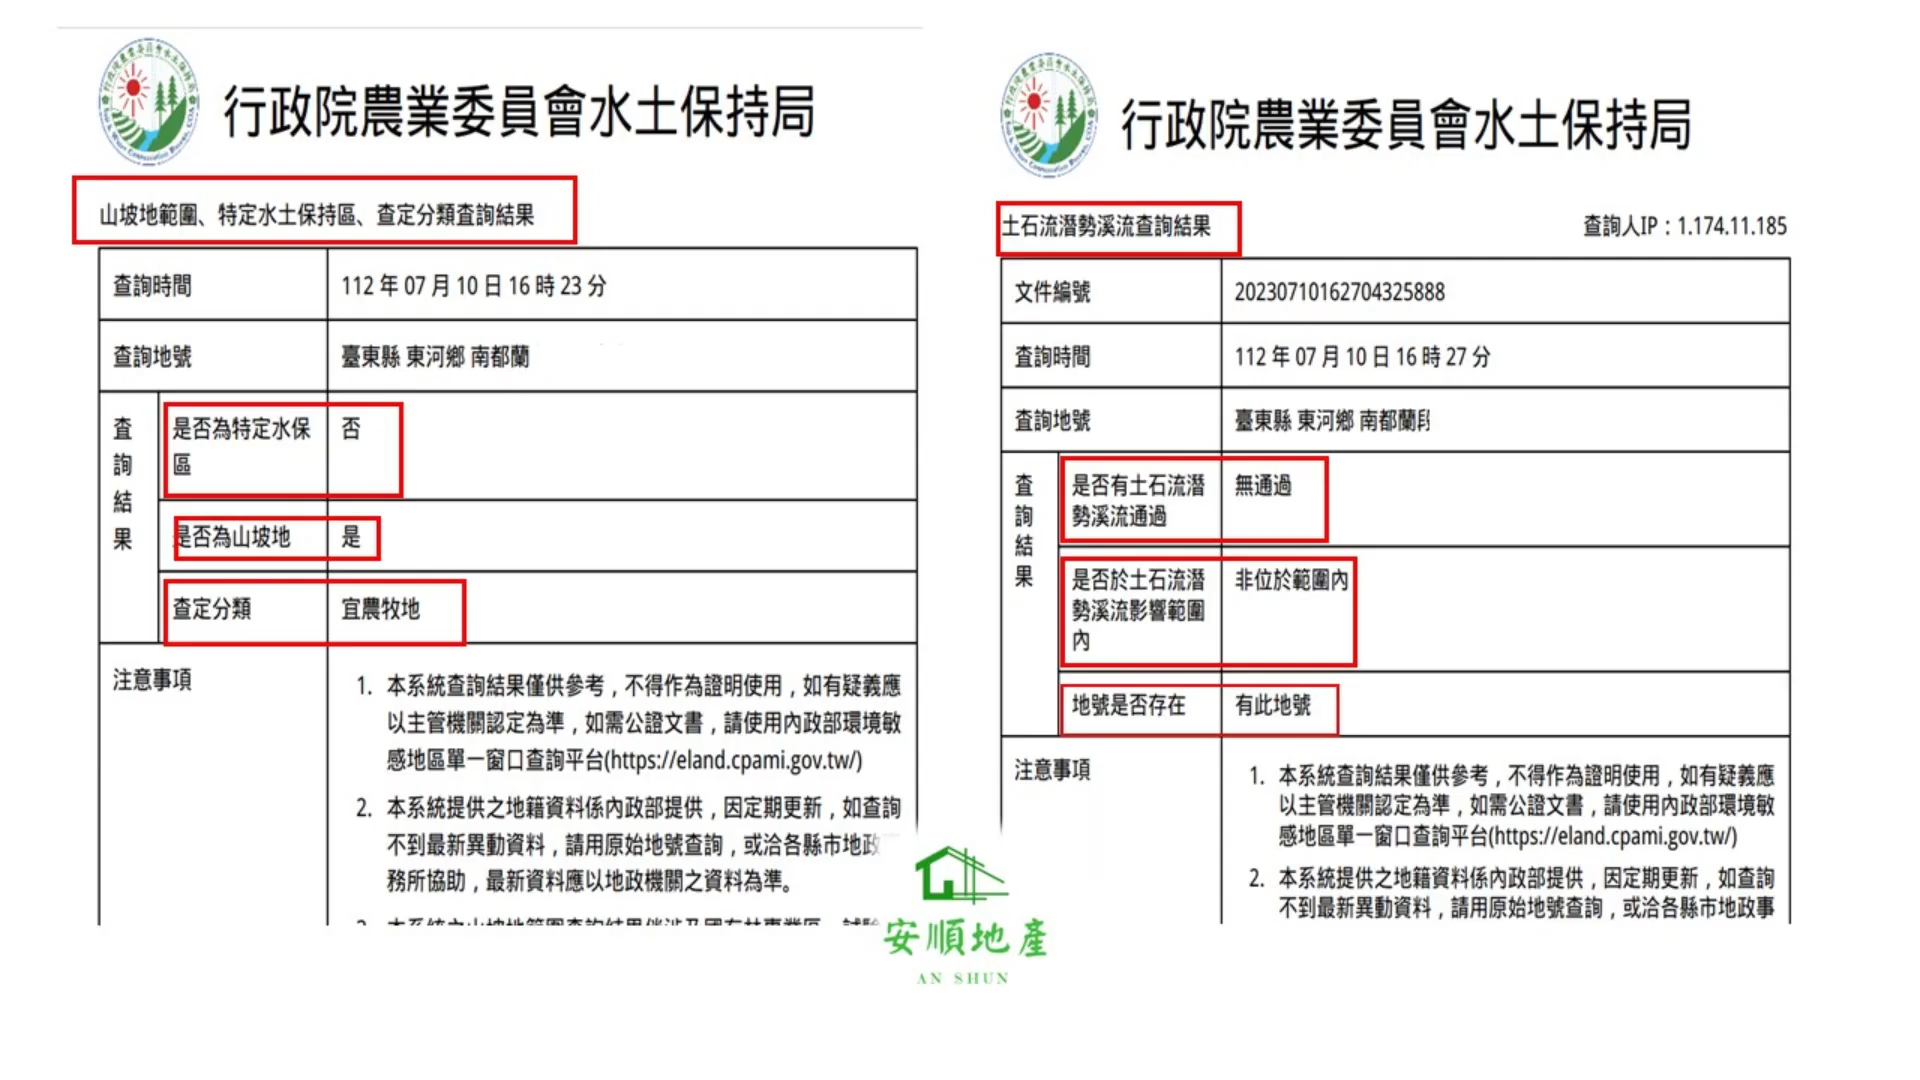 行政院農業委員會水土保持局
山坡地範圍、特定水土保持區、查定分類查詢結果
查詢時間 112 年 07 月 10 日 16 時 23 分
查詢地號 臺東縣 東河鄉 南都蘭
查詢結果
是否為特定水保區 否
是否為山坡地 是
查定分類 宜農牧地
注意事項
1. 本系統查詢結果僅供參考，不得作為證明使用，如有疑義應
以主管機關認定為準，如需公證文書，請使用內政部環境敏
感地區單一窗口查詢平台(https://eland.cpami.gov.tw/)
2. 本系統提供之地籍資料係內政部提供，因定期更新，如查詢
不到最新異動資料，請用原始地號查詢，或洽各縣市地政
務所協助，最新資料應以地政機關之資料為準。
行政院農業委員會水土保持局
土石流潛勢溪流查詢結果
查詢人IP：1.174.11.185
文件編號 20230710162704325888
查詢時間 112 年 07 月 10 日 16 時 27 分
查詢地號 臺東縣 東河鄉 南都蘭段
查詢結果
是否有土石流潛
勢溪流通過
無通過
是否於土石流潛
勢溪流影響範圍
內
非位於範圍內
地號是否存在 有此地號
注意事項
1. 本系統查詢結果僅供參考，不得作為證明使用，如有疑義應
以主管機關認定為準，如需公證文書，請使用內政部環境敏
感地區單一窗口查詢平台(https://eland.cpami.gov.tw/)
2. 本系統提供之地籍資料係內政部提供，因定期更新，如查詢
不到最新異動資料，請用原始地號查詢，或洽各縣市地政事
安順地產
AN SHUN